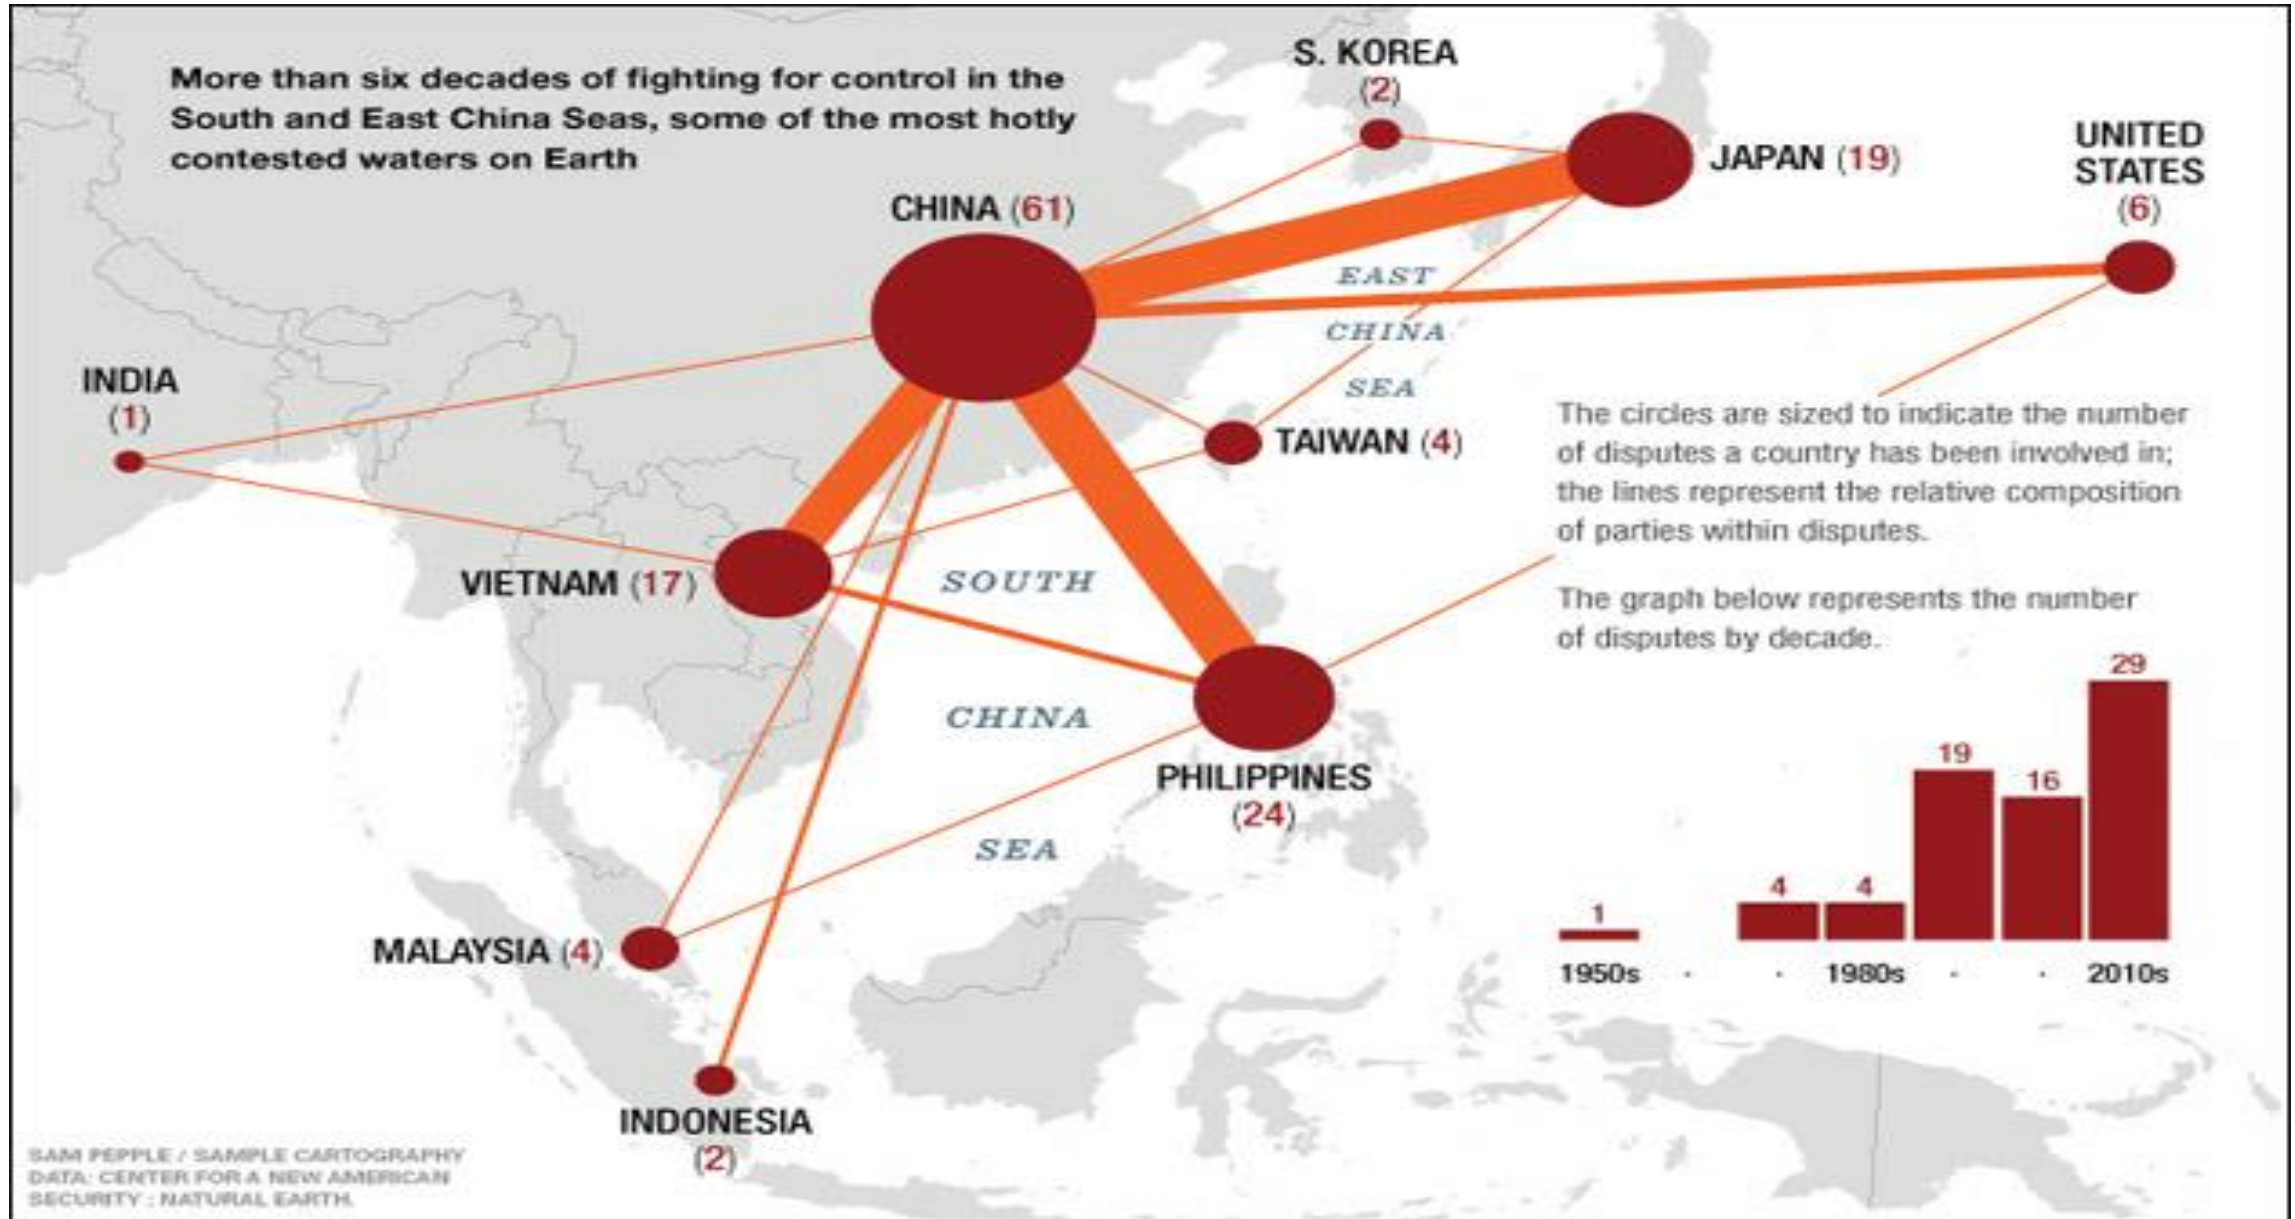 More than six decades of fighting for control in the
South and East China Seas, some of the most hotly
contested waters on Earth
S. KOREA
(2)
JAPAN (19)
UNITED
STATES
(6)
CHINA (61)
EAST
CHINA
SEA
INDIA
(1)
TAIWAN (4)
The circles are sized to indicate the number
of disputes a country has been involved in;
the lines represent the relative composition
of parties within disputes.
VIETNAM (17)
SOUTH
CHINA
SEA
The graph below represents the number
of disputes by decade.
PHILIPPINES
(24)
MALAYSIA (4)
INDONESIA
(2)
29
19
16
4 4
1
1950s . . 1980s . . 2010s
SAM PEPPLE / SAMPLE CARTOGRAPHY
DATA: CENTER FOR A NEW AMERICAN
SECURITY : NATURAL EARTH.